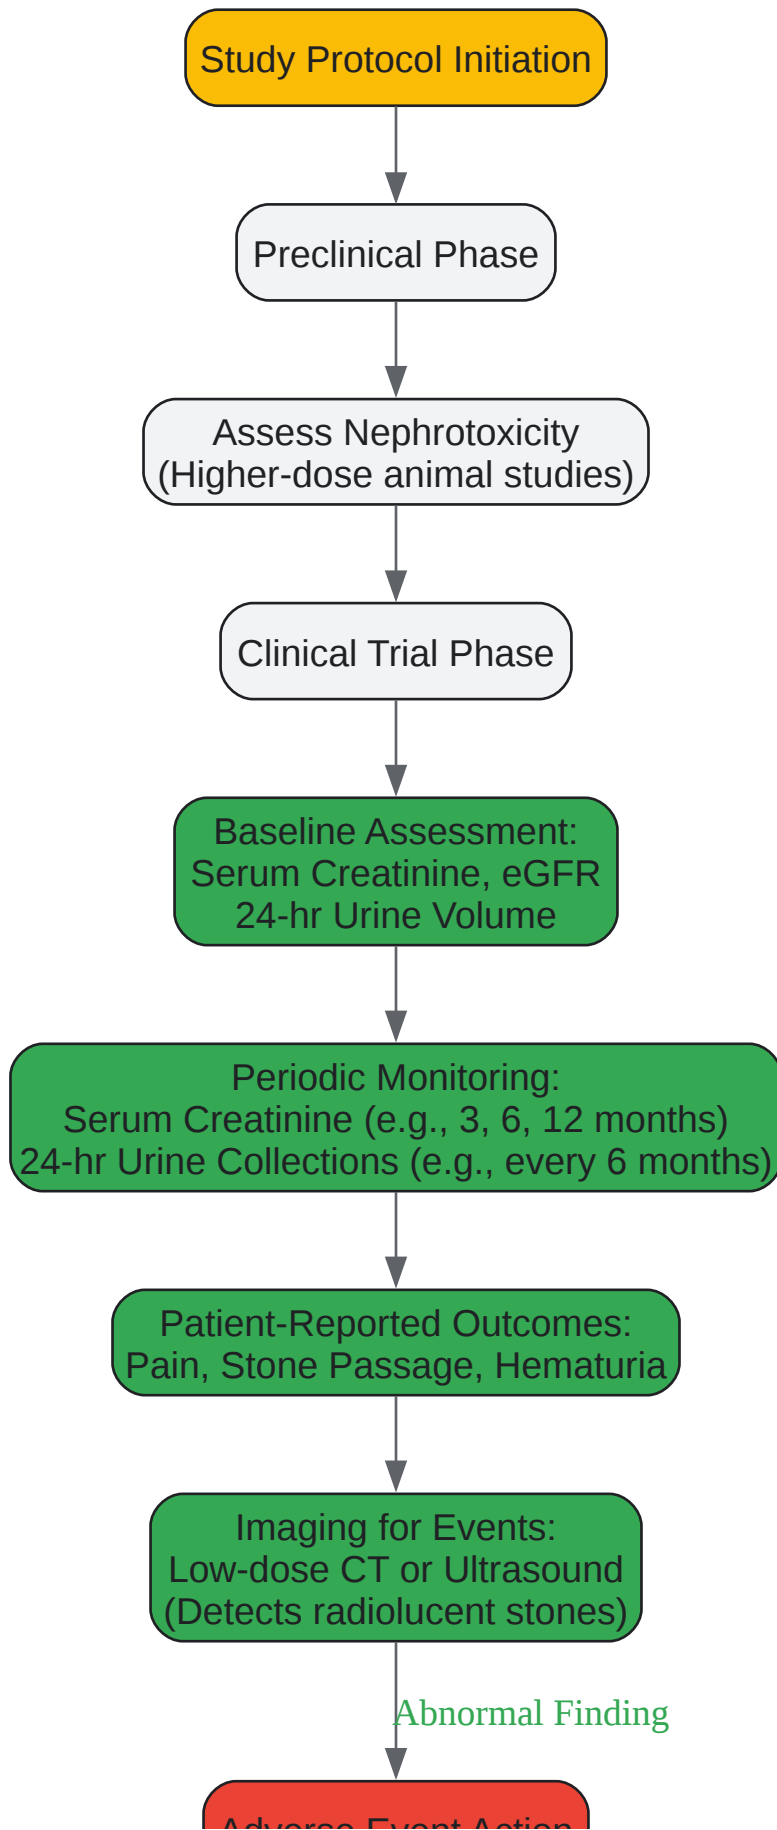 Study Protocol Initiation
Preclinical Phase
Assess Nephrotoxicity
(Higher-dose animal studies)
Clinical Trial Phase
Baseline Assessment:
Serum Creatinine, eGFR
24-hr Urine Volume
Periodic Monitoring:
Serum Creatinine (e.g., 3, 6, 12 months)
24-hr Urine Collections (e.g., every 6 months)
Patient-Reported Outcomes:
Pain, Stone Passage, Hematuria
Imaging for Events:
Low-dose CT or Ultrasound
(Detects radiolucent stones)
Abnormal Finding
Adverse Event Action